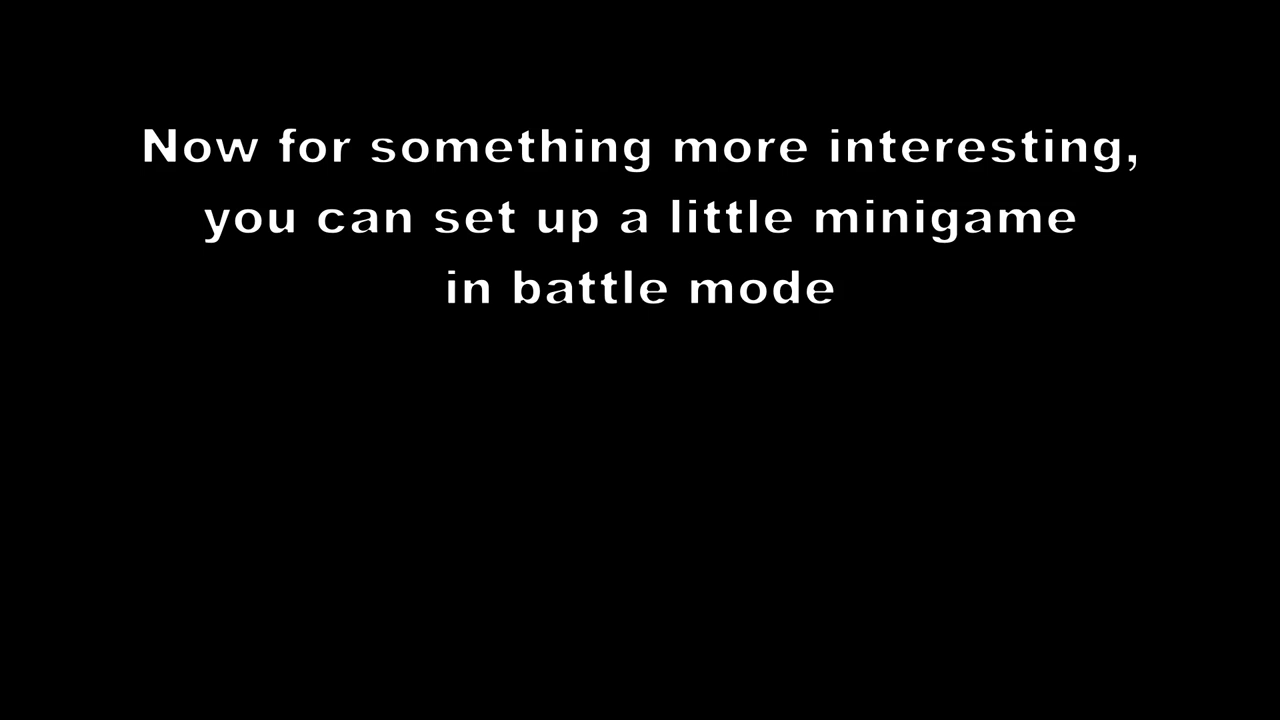 Now for something more interesting,
you can set up a little minigame
in battle mode